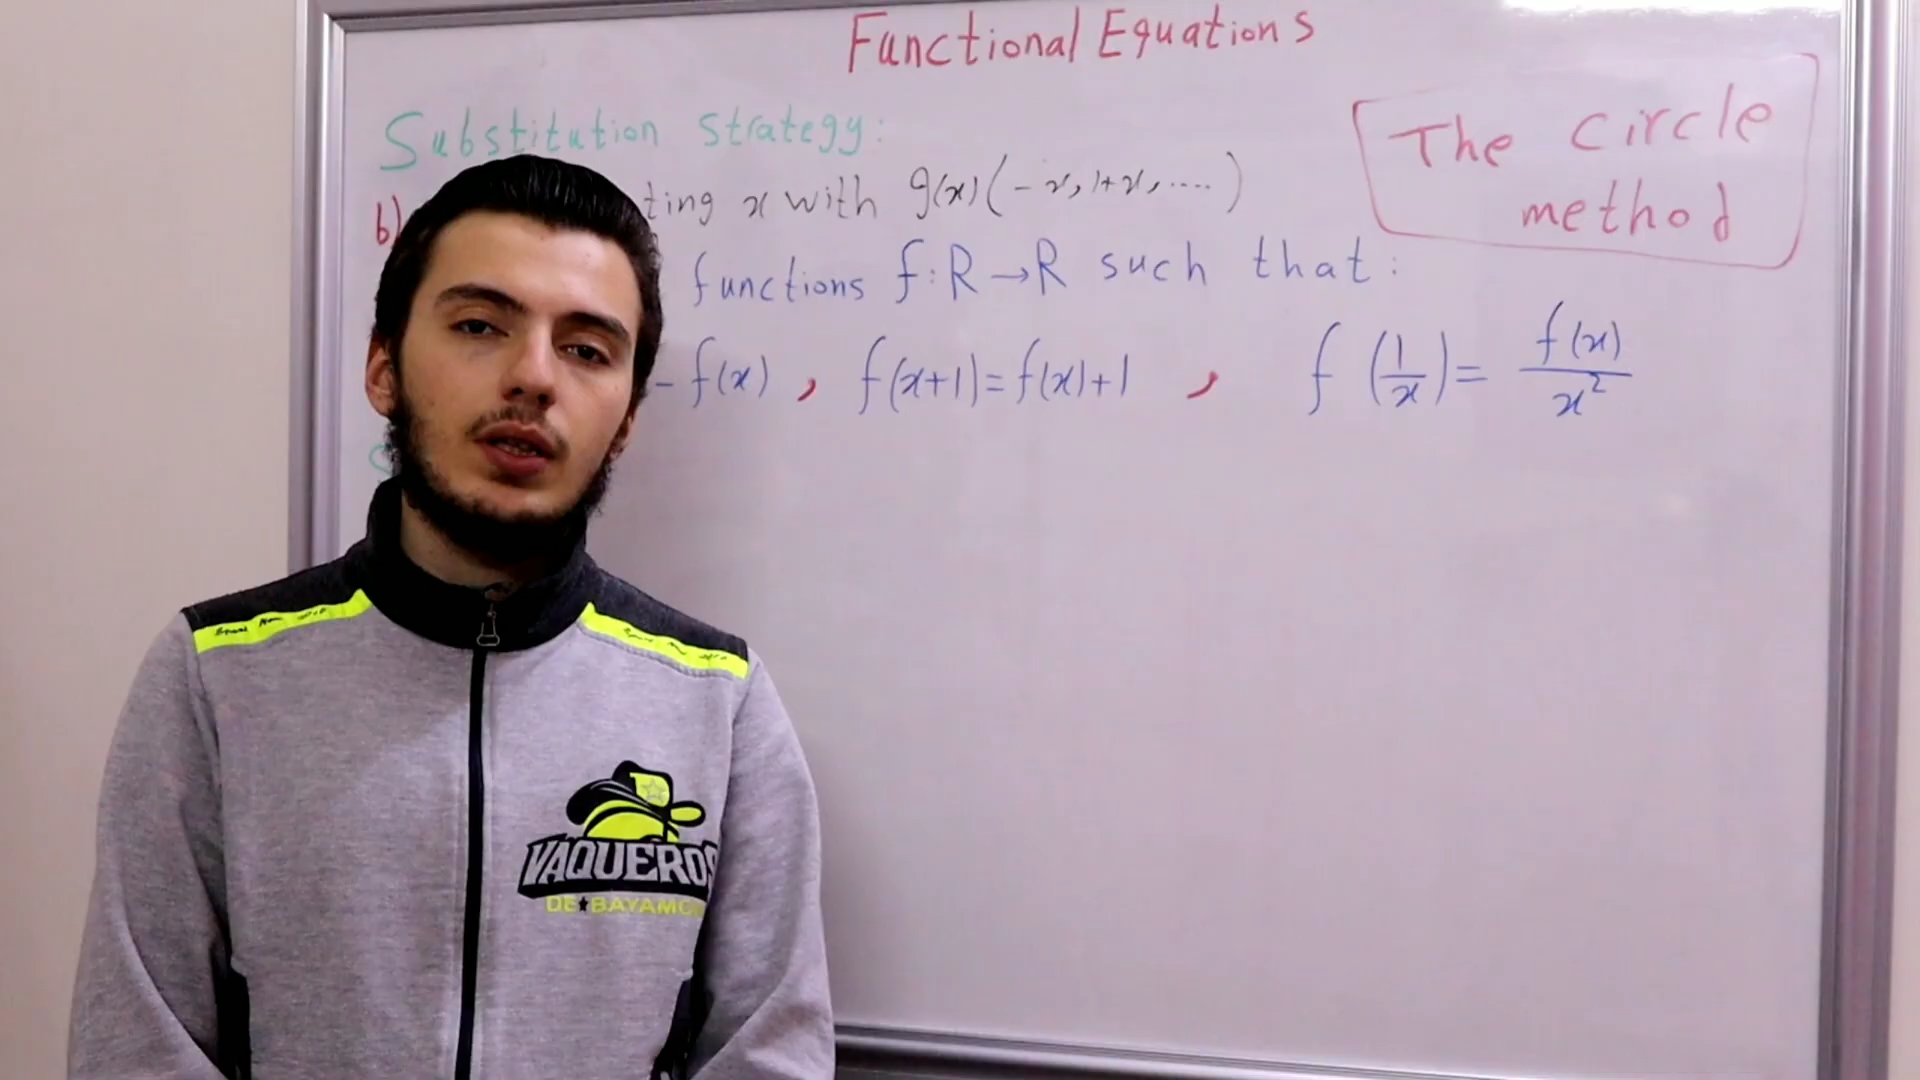 Functional Equations
Substitution strategy:
The circle
method
b) ting x with g(x)(-x, 1+x, ....)
functions f:R→R such that:
-f(x) , f(x+1)=f(x)+1 , f(1/x)= f(x)/x²
VAQUEROS
DE★BAYAMO